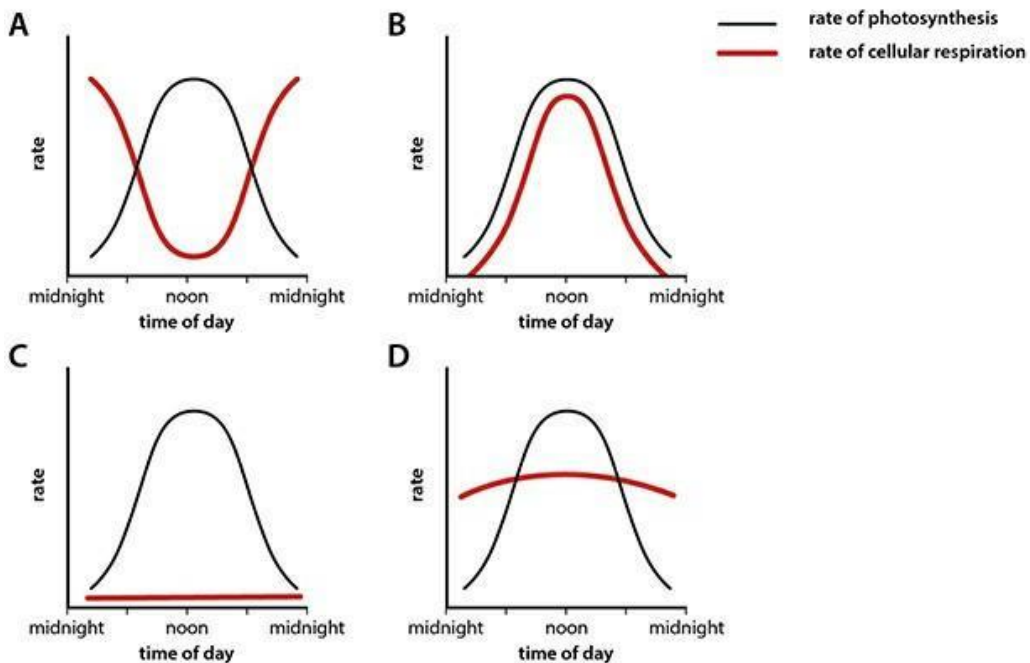 A
B
rate of photosynthesis
rate of cellular respiration
rate
rate
midnight
noon
midnight
midnight
noon
midnight
time of day
time of day
C
D
rate
rate
midnight
noon
midnight
midnight
noon
midnight
time of day
time of day